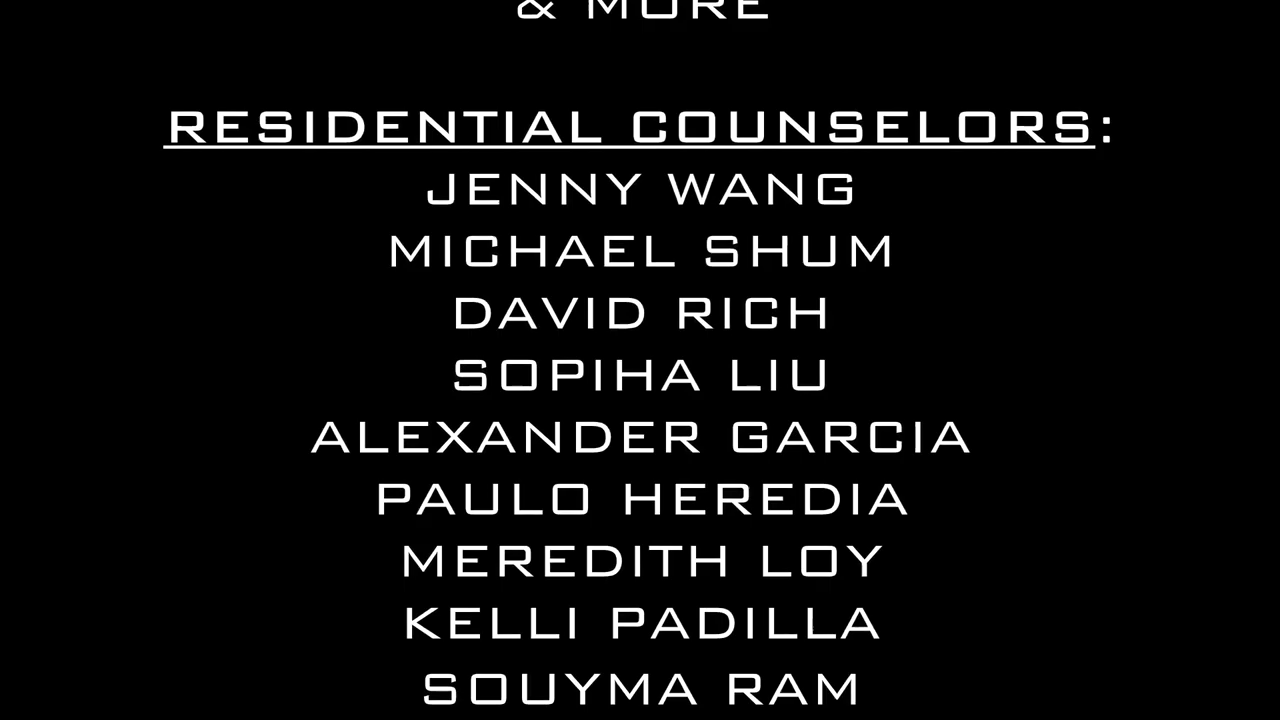 & MORE
RESIDENTIAL COUNSELORS:
JENNY WANG
MICHAEL SHUM
DAVID RICH
SOPIHA LIU
ALEXANDER GARCIA
PAULO HEREDIA
MEREDITH LOY
KELLI PADILLA
SOUYMA RAM